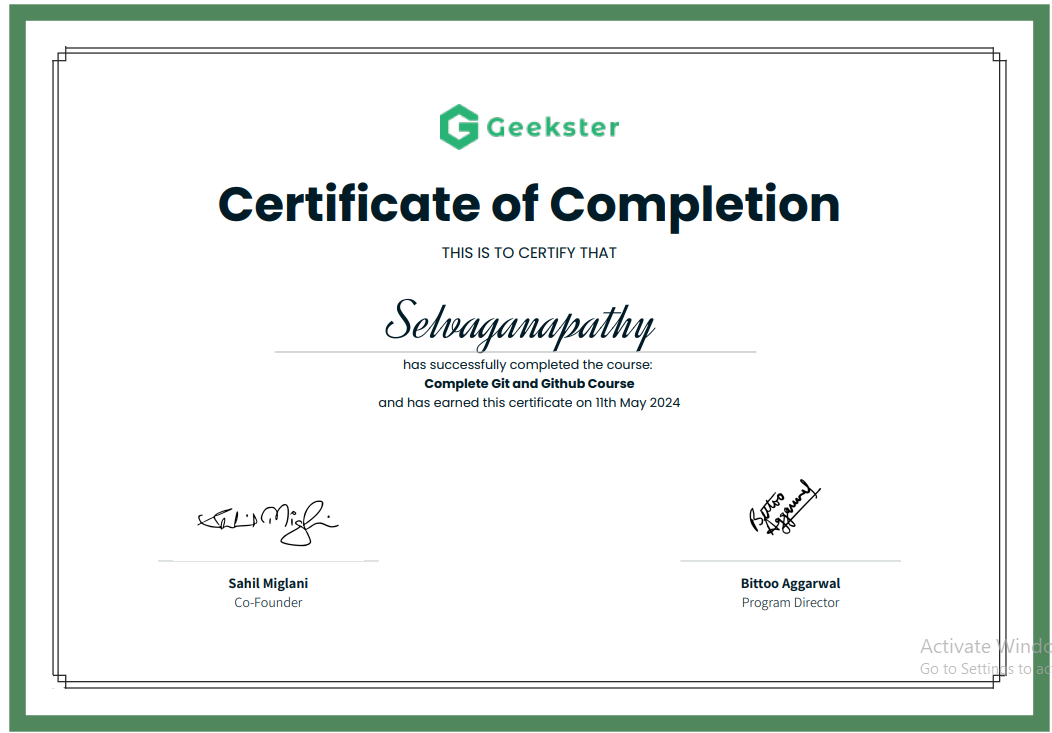 Geekster
Certificate of Completion
THIS IS TO CERTIFY THAT
Selvaganapathy
has successfully completed the course:
Complete Git and Github Course
and has earned this certificate on 11th May 2024
Sahil Miglani
Bittoo
Aggarwal
Sahil Miglani
Co-Founder
Bittoo Aggarwal
Program Director
Activate Windo
Go to Settings to ac